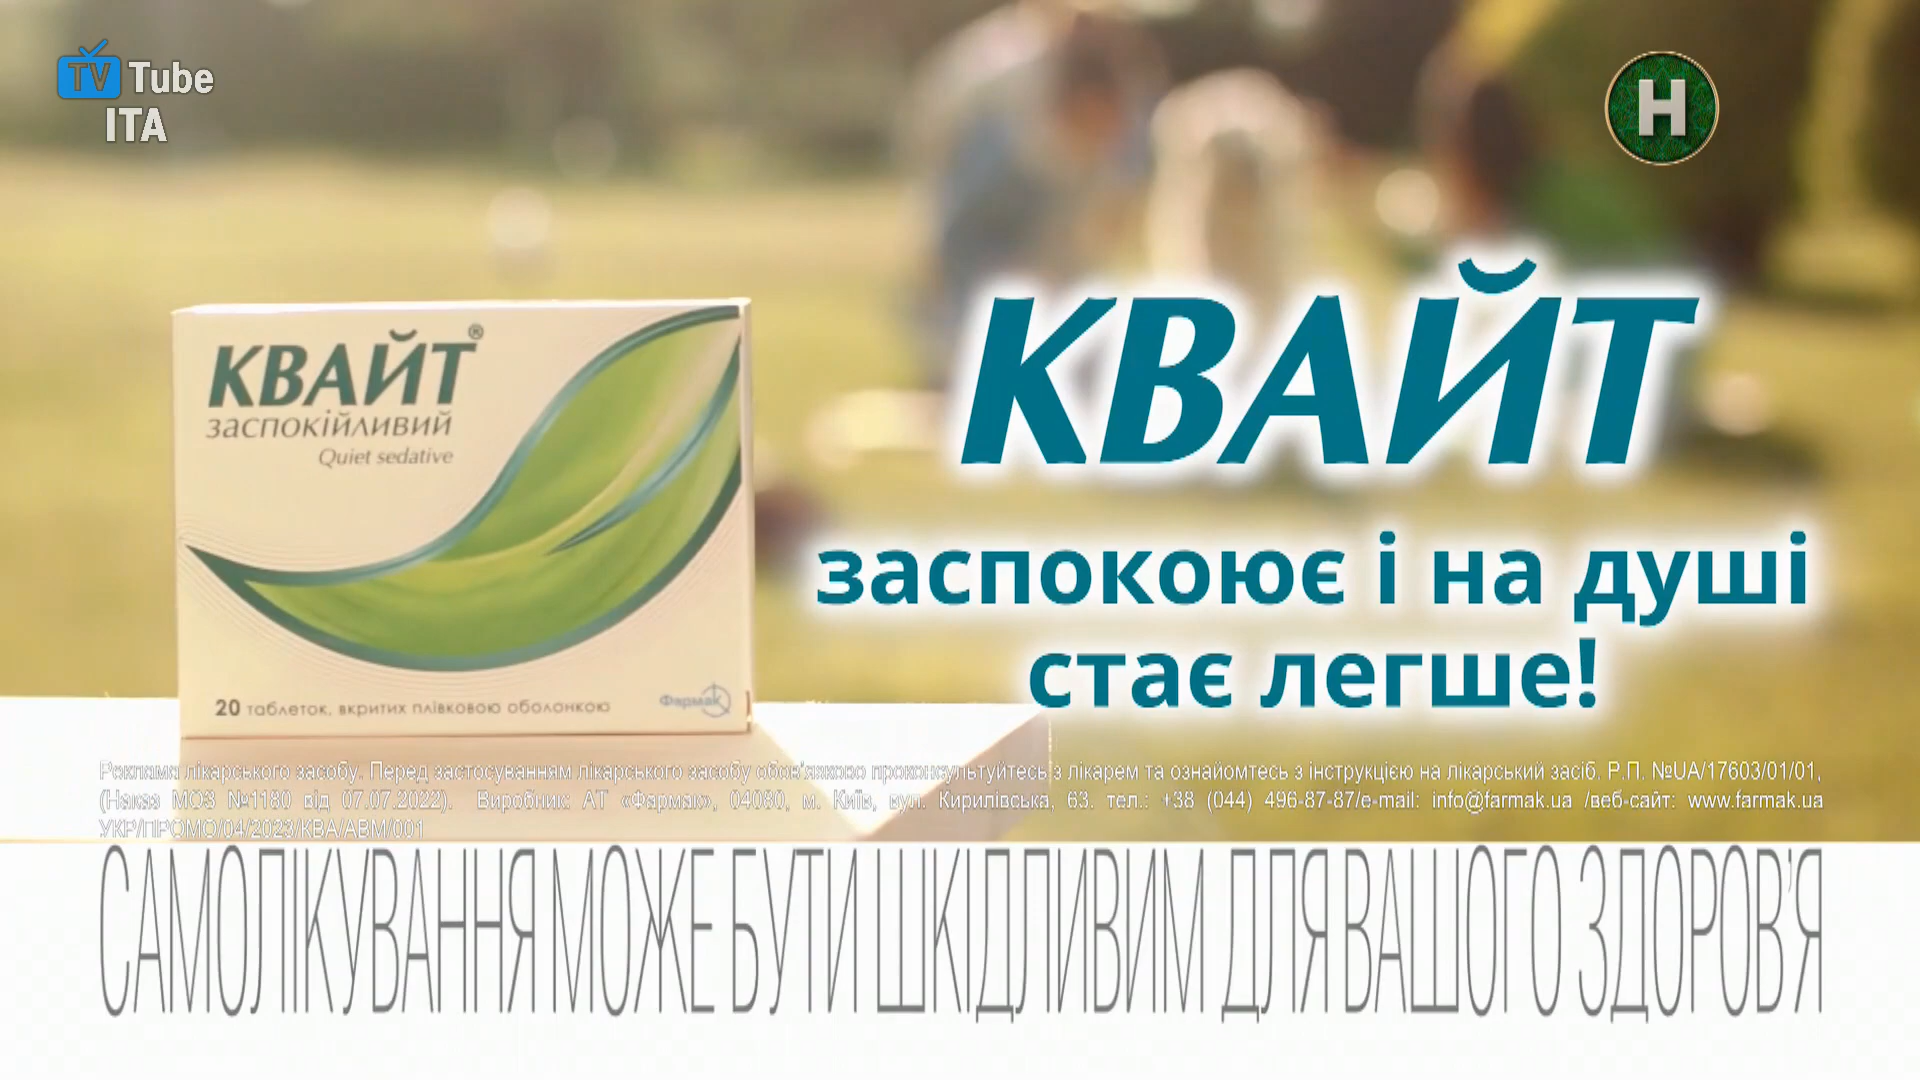 TV Tube
ITA
Н
КВАЙТ®
заспокійливий
Quiet sedative
20 таблеток, вкритих плівковою оболонкою
Фармак
КВАЙТ
заспокоює і на душі
стає легше!
Реклама лікарського засобу. Перед застосуванням лікарського засобу обов'язково проконсультуйтесь з лікарем та ознайомтесь з інструкцією на лікарський засіб. Р.П. №UA/17603/01/01,
(Наказ МОЗ №1180 від 07.07.2022). Виробник: АТ «Фармак», 04080, м. Київ, вул. Кирилівська, 63. тел.: +38 (044) 496-87-87/e-mail: info@farmak.ua /веб-сайт: www.farmak.ua
УКР/ПРОМО/04/2023/КВА/АВМ/001
САМОЛІКУВАННЯ МОЖЕ БУТИ ШКІДЛИВИМ ДЛЯ ВАШОГО ЗДОРОВ'Я